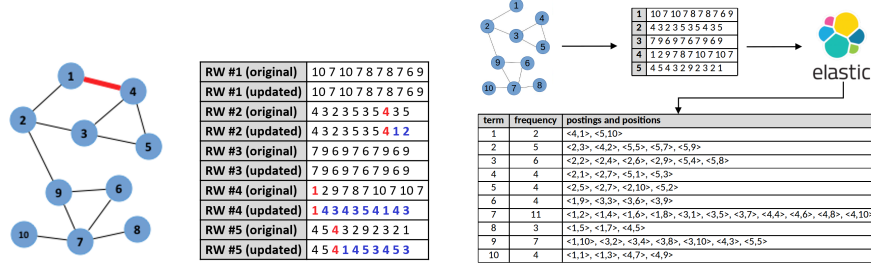 1
4
2
3
5
9
6
10
7
8
RW #1 (original) 10 7 10 7 8 7 8 7 6 9
RW #1 (updated) 10 7 10 7 8 7 8 7 6 9
RW #2 (original) 4 3 2 3 5 3 5 4 3 5
RW #2 (updated) 4 3 2 3 5 3 5 4 1 2
RW #3 (original) 7 9 6 9 7 6 7 9 6 9
RW #3 (updated) 7 9 6 9 7 6 7 9 6 9
RW #4 (original) 1 2 9 7 8 7 10 7 10 7
RW #4 (updated) 1 4 3 4 3 5 4 1 4 3
RW #5 (original) 4 5 4 3 2 9 2 3 2 1
RW #5 (updated) 4 5 4 1 4 5 3 4 5 3
1
4
2
3
5
9
6
10
7
8
1 10 7 10 7 8 7 8 7 6 9
2 4 3 2 3 5 3 5 4 3 5
3 7 9 6 9 7 6 7 9 6 9
4 1 2 9 7 8 7 10 7 10 7
5 4 5 4 3 2 9 2 3 2 1
elastic
term frequency postings and positions
1 2 <4,1>, <5,10>
2 5 <2,3>, <4,2>, <5,5>, <5,7>, <5,9>
3 6 <2,2>, <2,4>, <2,6>, <2,9>, <5,4>, <5,8>
4 4 <2,1>, <2,7>, <5,1>, <5,3>
5 4 <2,5>, <2,7>, <2,10>, <5,2>
6 4 <1,9>, <3,3>, <3,6>, <3,9>
7 11 <1,2>, <1,4>, <1,6>, <1,8>, <3,1>, <3,5>, <3,7>, <4,4>, <4,6>, <4,8>, <4,10>
8 3 <1,5>, <1,7>, <4,5>
9 7 <1,10>, <3,2>, <3,4>, <3,8>, <3,10>, <4,3>, <5,5>
10 4 <1,1>, <1,3>, <4,7>, <4,9>